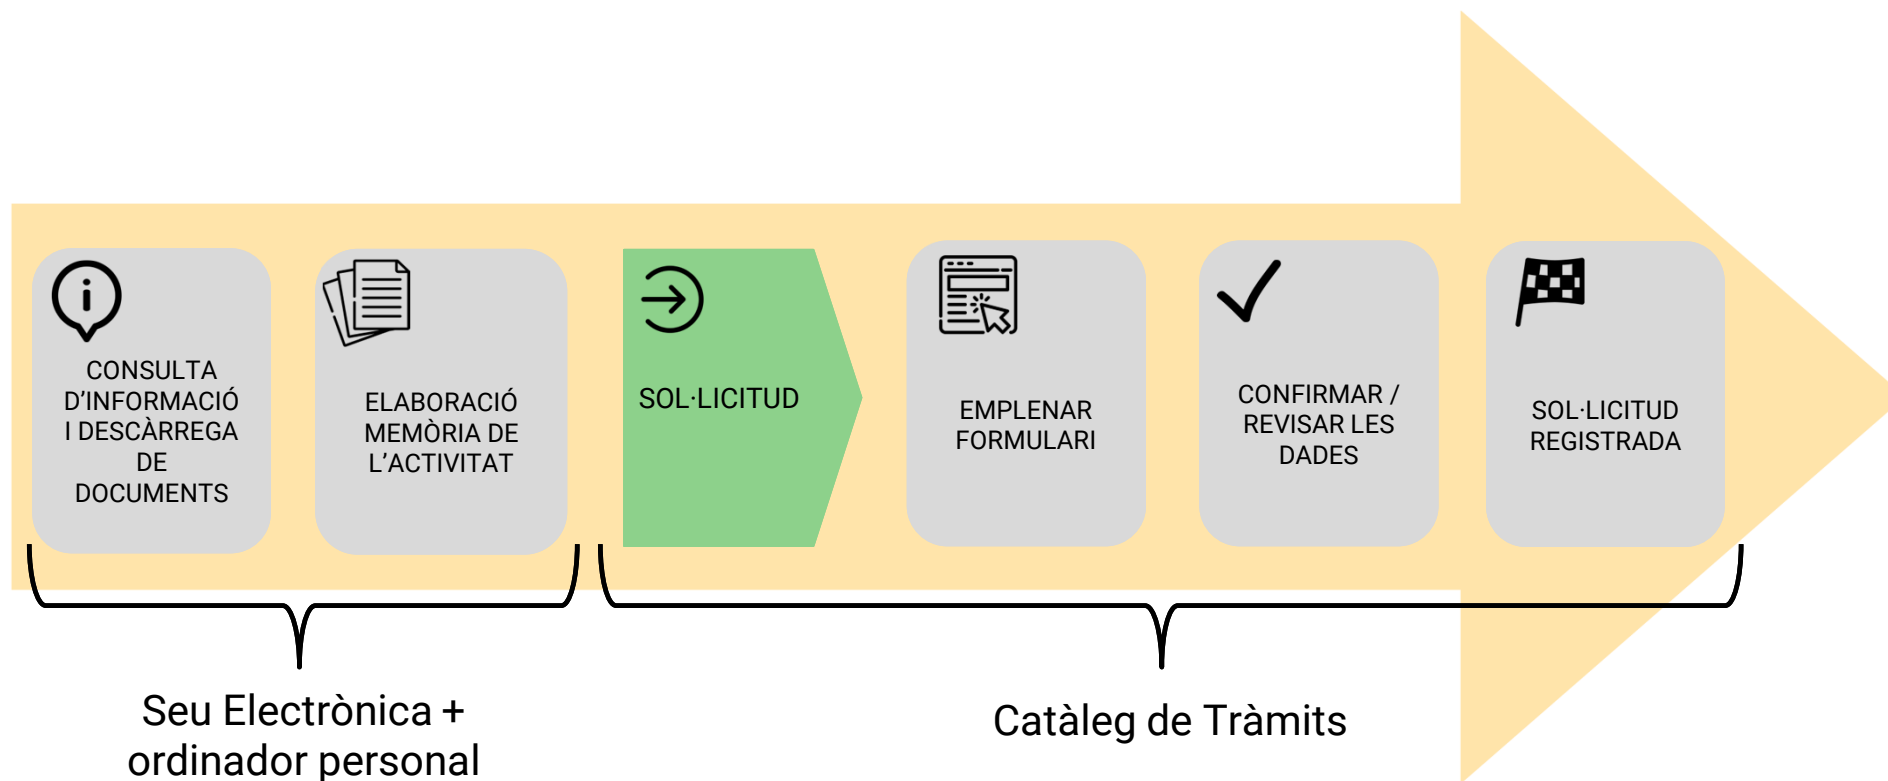 CONSULTA
D’INFORMACIÓ
I DESCÀRREGA
DE
DOCUMENTS
ELABORACIÓ
MEMÒRIA DE
L’ACTIVITAT
SOL·LICITUD
EMPLENAR
FORMULARI
CONFIRMAR /
REVISAR LES
DADES
SOL·LICITUD
REGISTRADA
Seu Electrònica +
ordinador personal
Catàleg de Tràmits